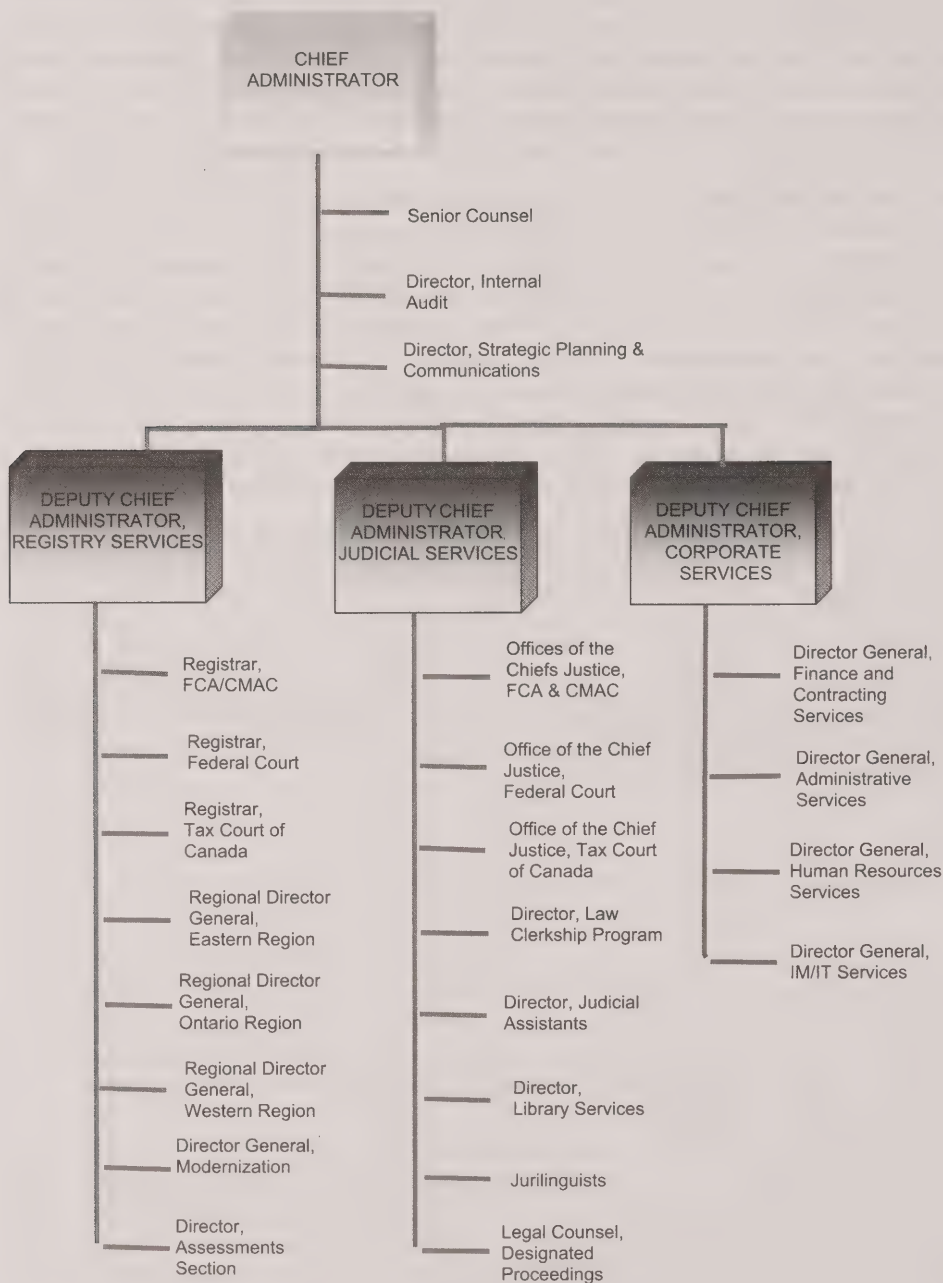 CHIEF
ADMINISTRATOR
Senior Counsel
Director, Internal
Audit
Director, Strategic Planning &
Communications
DEPUTY CHIEF
ADMINISTRATOR,
REGISTRY SERVICES
DEPUTY CHIEF
ADMINISTRATOR,
JUDICIAL SERVICES
DEPUTY CHIEF
ADMINISTRATOR,
CORPORATE
SERVICES
Registrar,
FCA/CMAC
Registrar,
Federal Court
Registrar,
Tax Court of
Canada
Regional Director
General,
Eastern Region
Regional Director
General,
Ontario Region
Regional Director
General,
Western Region
Director General,
Modernization
Director,
Assessments
Section
Offices of the
Chiefs Justice,
FCA & CMAC
Office of the Chief
Justice,
Federal Court
Office of the Chief
Justice, Tax Court
of Canada
Director, Law
Clerkship Program
Director, Judicial
Assistants
Director,
Library Services
Jurilinguists
Legal Counsel,
Designated
Proceedings
Director General,
Finance and
Contracting
Services
Director General,
Administrative
Services
Director General,
Human Resources
Services
Director General,
IM/IT Services